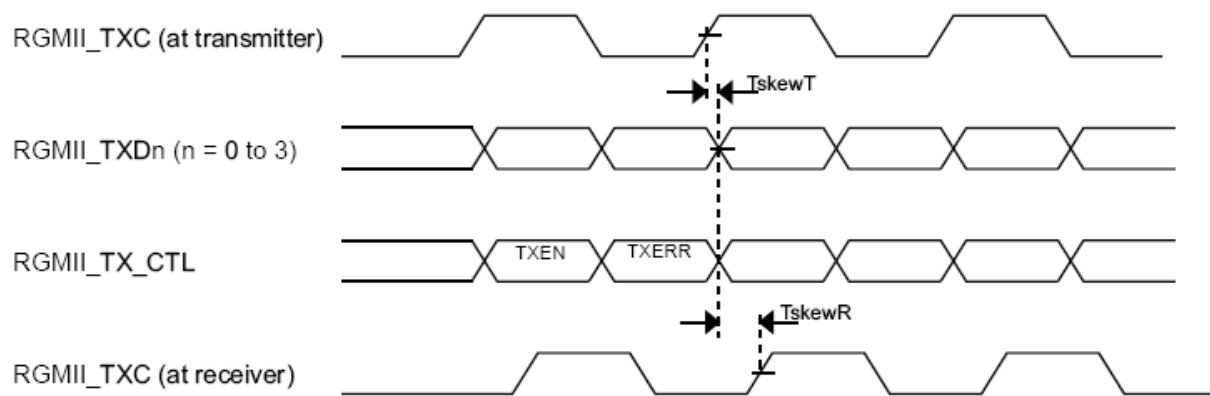 RGMII_TXC (at transmitter)
TskewT
RGMII_TXDn (n = 0 to 3)
RGMII_TX_CTL
TXEN
TXERR
TskewR
RGMII_TXC (at receiver)